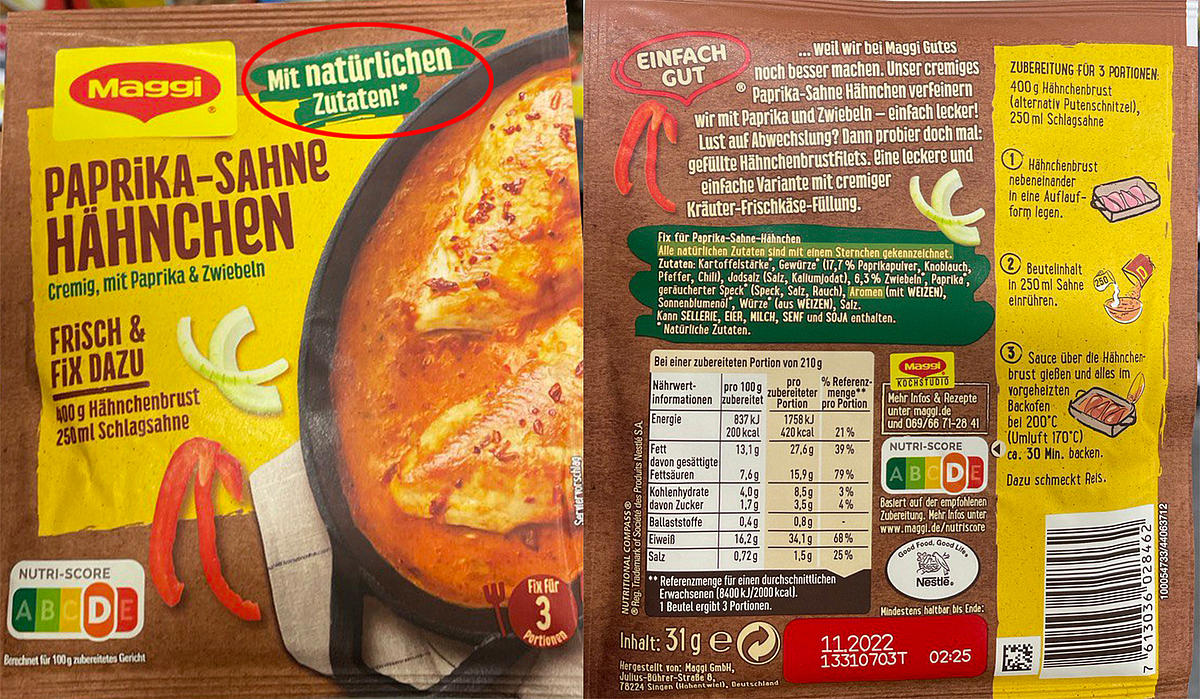 Maggi
®
Mit natürlichen
Zutaten!*
PAPRIKA-SAHNE
HÄHNCHEN
Cremig, mit Paprika & Zwiebeln
FRISCH &
FIX DAZU
400 g Hähnchenbrust
250ml Schlagsahne
NUTRI-SCORE
A B C D E
Berechnet für 100 g zubereitetes Gericht
Serviervorschlag
Fix für
3
Portionen
EINFACH
GUT
®
... weil wir bei Maggi Gutes
noch besser machen. Unser cremiges
Paprika-Sahne Hähnchen verfeinern
wir mit Paprika und Zwiebeln – einfach lecker!
Lust auf Abwechslung? Dann probier doch mal:
gefüllte Hähnchenbrustfilets. Eine leckere und
einfache Variante mit cremiger
Kräuter-Frischkäse-Füllung.
Fix für Paprika-Sahne-Hähnchen
Alle natürlichen Zutaten sind mit einem Sternchen gekennzeichnet.
Zutaten: Kartoffelstärke*, Gewürze* (17,7 % Paprikapulver, Knoblauch,
Pfeffer, Chili), Jodsalz (Salz, Kaliumjodat), 6,3% Zwiebeln*, Paprika*,
geräucherter Speck* (Speck, Salz, Rauch), Aromen (mit WEIZEN),
Sonnenblumenöl*, Würze* (aus WEIZEN), Salz.
Kann SELLERIE, EIER, MILCH, SENF und SOJA enthalten.
*Natürliche Zutaten.
Bei einer zubereiteten Portion von 210 g
Nährwert- informationen pro 100 g zubereitet pro zubereiteter Portion % Referenz- menge** pro Portion
Energie 837 kJ 1758 kJ
200 kcal 420 kcal 21 %
Fett 13,1 g 27,6 g 39 %
davon gesättigte
Fettsäuren 7,6 g 15,9 g 79 %
Kohlenhydrate 4,0 g 8,5 g 3 %
davon Zucker 1,7 g 3,5 g 4 %
Ballaststoffe 0,4 g 0,8 g -
Eiweiß 16,2 g 34,1 g 68 %
Salz 0,72 g 1,5 g 25 %
** Referenzmenge für einen durchschnittlichen
Erwachsenen (8400 kJ/2000 kcal).
1 Beutel ergibt 3 Portionen.
NUTRITIONAL COMPASS®
® Reg. Trademark of Société des Produits Nestlé S.A.
Maggi
KOCHSTUDIO
Mehr Infos & Rezepte
unter maggi.de
und 069/66 71-28 41
NUTRI-SCORE
A B C D E
Basiert auf der empfohlenen
Zubereitung. Mehr Infos unter
www.maggi.de/nutriscore
Good Food, Good Life®
Nestlé®
Mindestens haltbar bis Ende:
11.2022
13310703T 02:25
Inhalt: 31 g e
Hergestellt von: Maggi GmbH,
Julius-Bührer-Straße 8,
78224 Singen (Hohentwiel), Deutschland
ZUBEREITUNG FÜR 3 PORTIONEN:
400 g Hähnchenbrust
(alternativ Putenschnitzel),
250 ml Schlagsahne
1 Hähnchenbrust
nebeneinander
in eine Auflauf-
form legen.
2 Beutelinhalt
in 250 ml Sahne
einrühren.
250
3 Sauce über die Hähnchen-
brust gießen und alles im
vorgeheizten
Backofen
bei 200°C
(Umluft 170°C)
ca. 30 Min. backen.
Dazu schmeckt Reis.
7 613036 028462
100054733/44063712